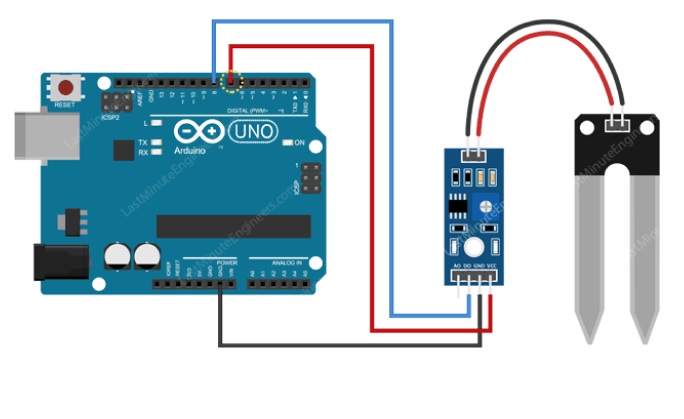 RESET
ICSP2
AREF
GND
13
12
~ 11
~ 10
~ 9
8
7
~ 6
~ 5
4
~ 3
2
TX0 ▸ 1
RX0 ◂ 0
DIGITAL (PWM~
L
TX
RX
UNO
Arduino
ON
1
ICSP
IOREF
RESET
3V3
5V
GND
GND
VIN
POWER
ANALOG IN
A0
A1
A2
A3
A4
A5
AO DO GND VCC
LastMinuteEngineers.com